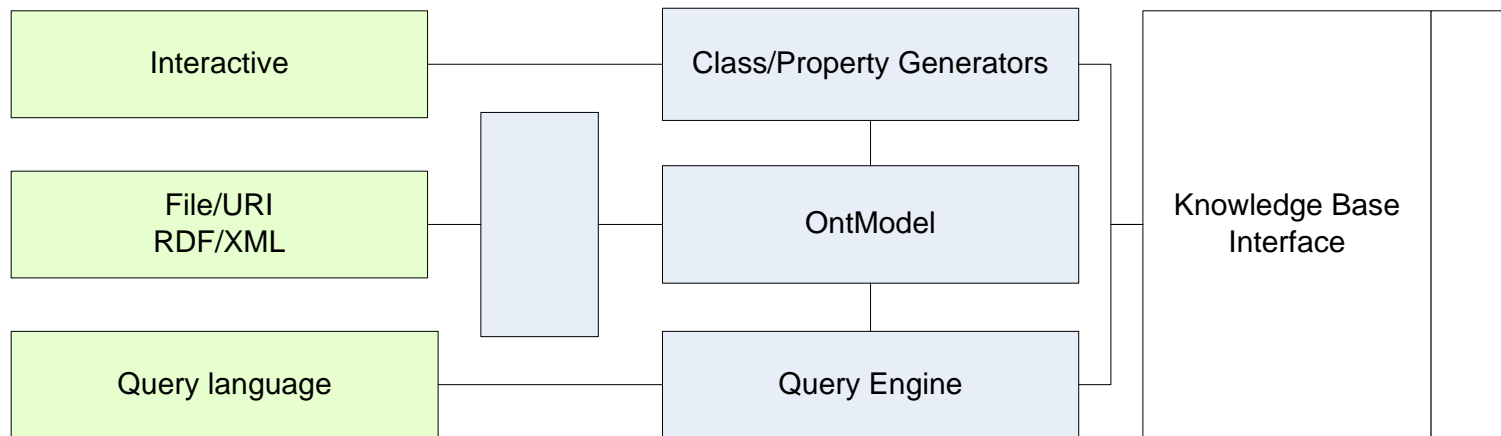 Interactive
Class/Property Generators
File/URI
RDF/XML
OntModel
Knowledge Base
Interface
Query language
Query Engine